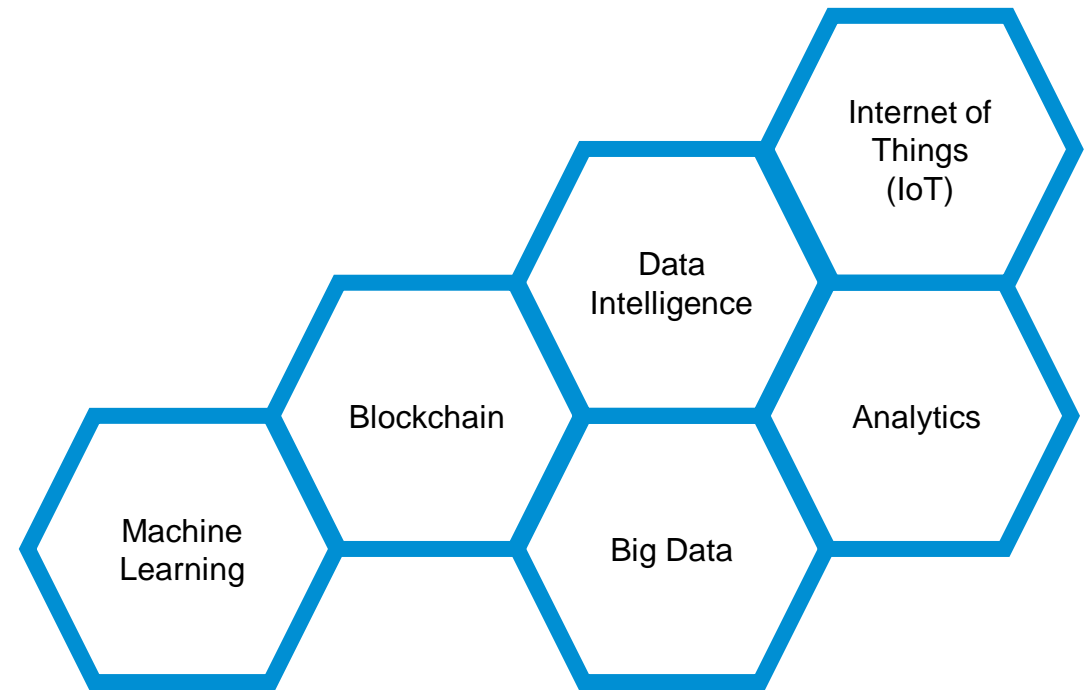 Internet of
Things
(IoT)
Data
Intelligence
Blockchain
Analytics
Machine
Learning
Big Data